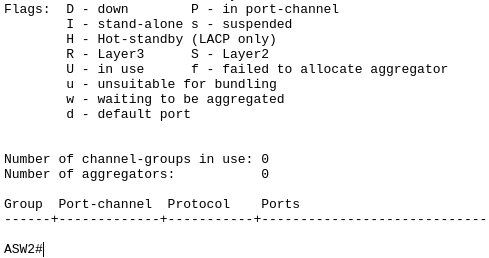 Flags:  D - down        P - in port-channel
        I - stand-alone s - suspended
        H - Hot-standby (LACP only)
        R - Layer3      S - Layer2
        U - in use      f - failed to allocate aggregator
        u - unsuitable for bundling
        w - waiting to be aggregated
        d - default port
Number of channel-groups in use: 0
Number of aggregators:           0
Group  Port-channel  Protocol    Ports
------+-------------+-----------+-----------------------------
ASW2#